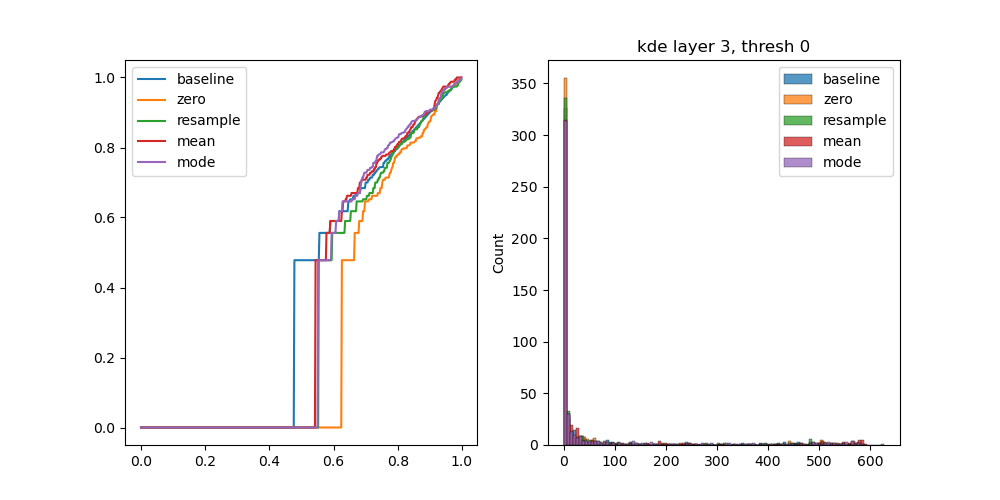 1.0
0.8
0.6
0.4
0.2
0.0
0.0 0.2 0.4 0.6 0.8 1.0
baseline
zero
resample
mean
mode
kde layer 3, thresh 0
Count
350
300
250
200
150
100
50
0
0 100 200 300 400 500 600
baseline
zero
resample
mean
mode